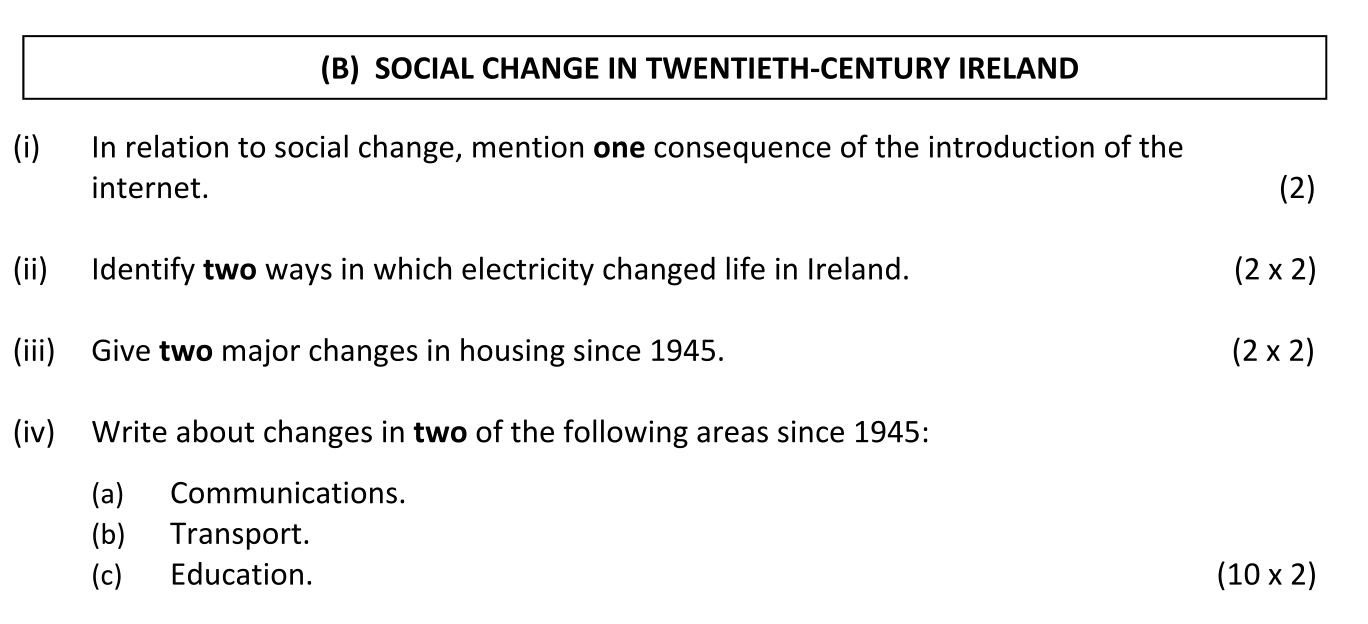 (B) SOCIAL CHANGE IN TWENTIETH-CENTURY IRELAND
(i) In relation to social change, mention one consequence of the introduction of the
internet. (2)
(ii) Identify two ways in which electricity changed life in Ireland. (2 x 2)
(iii) Give two major changes in housing since 1945. (2 x 2)
(iv) Write about changes in two of the following areas since 1945:
(a) Communications.
(b) Transport.
(c) Education. (10 x 2)